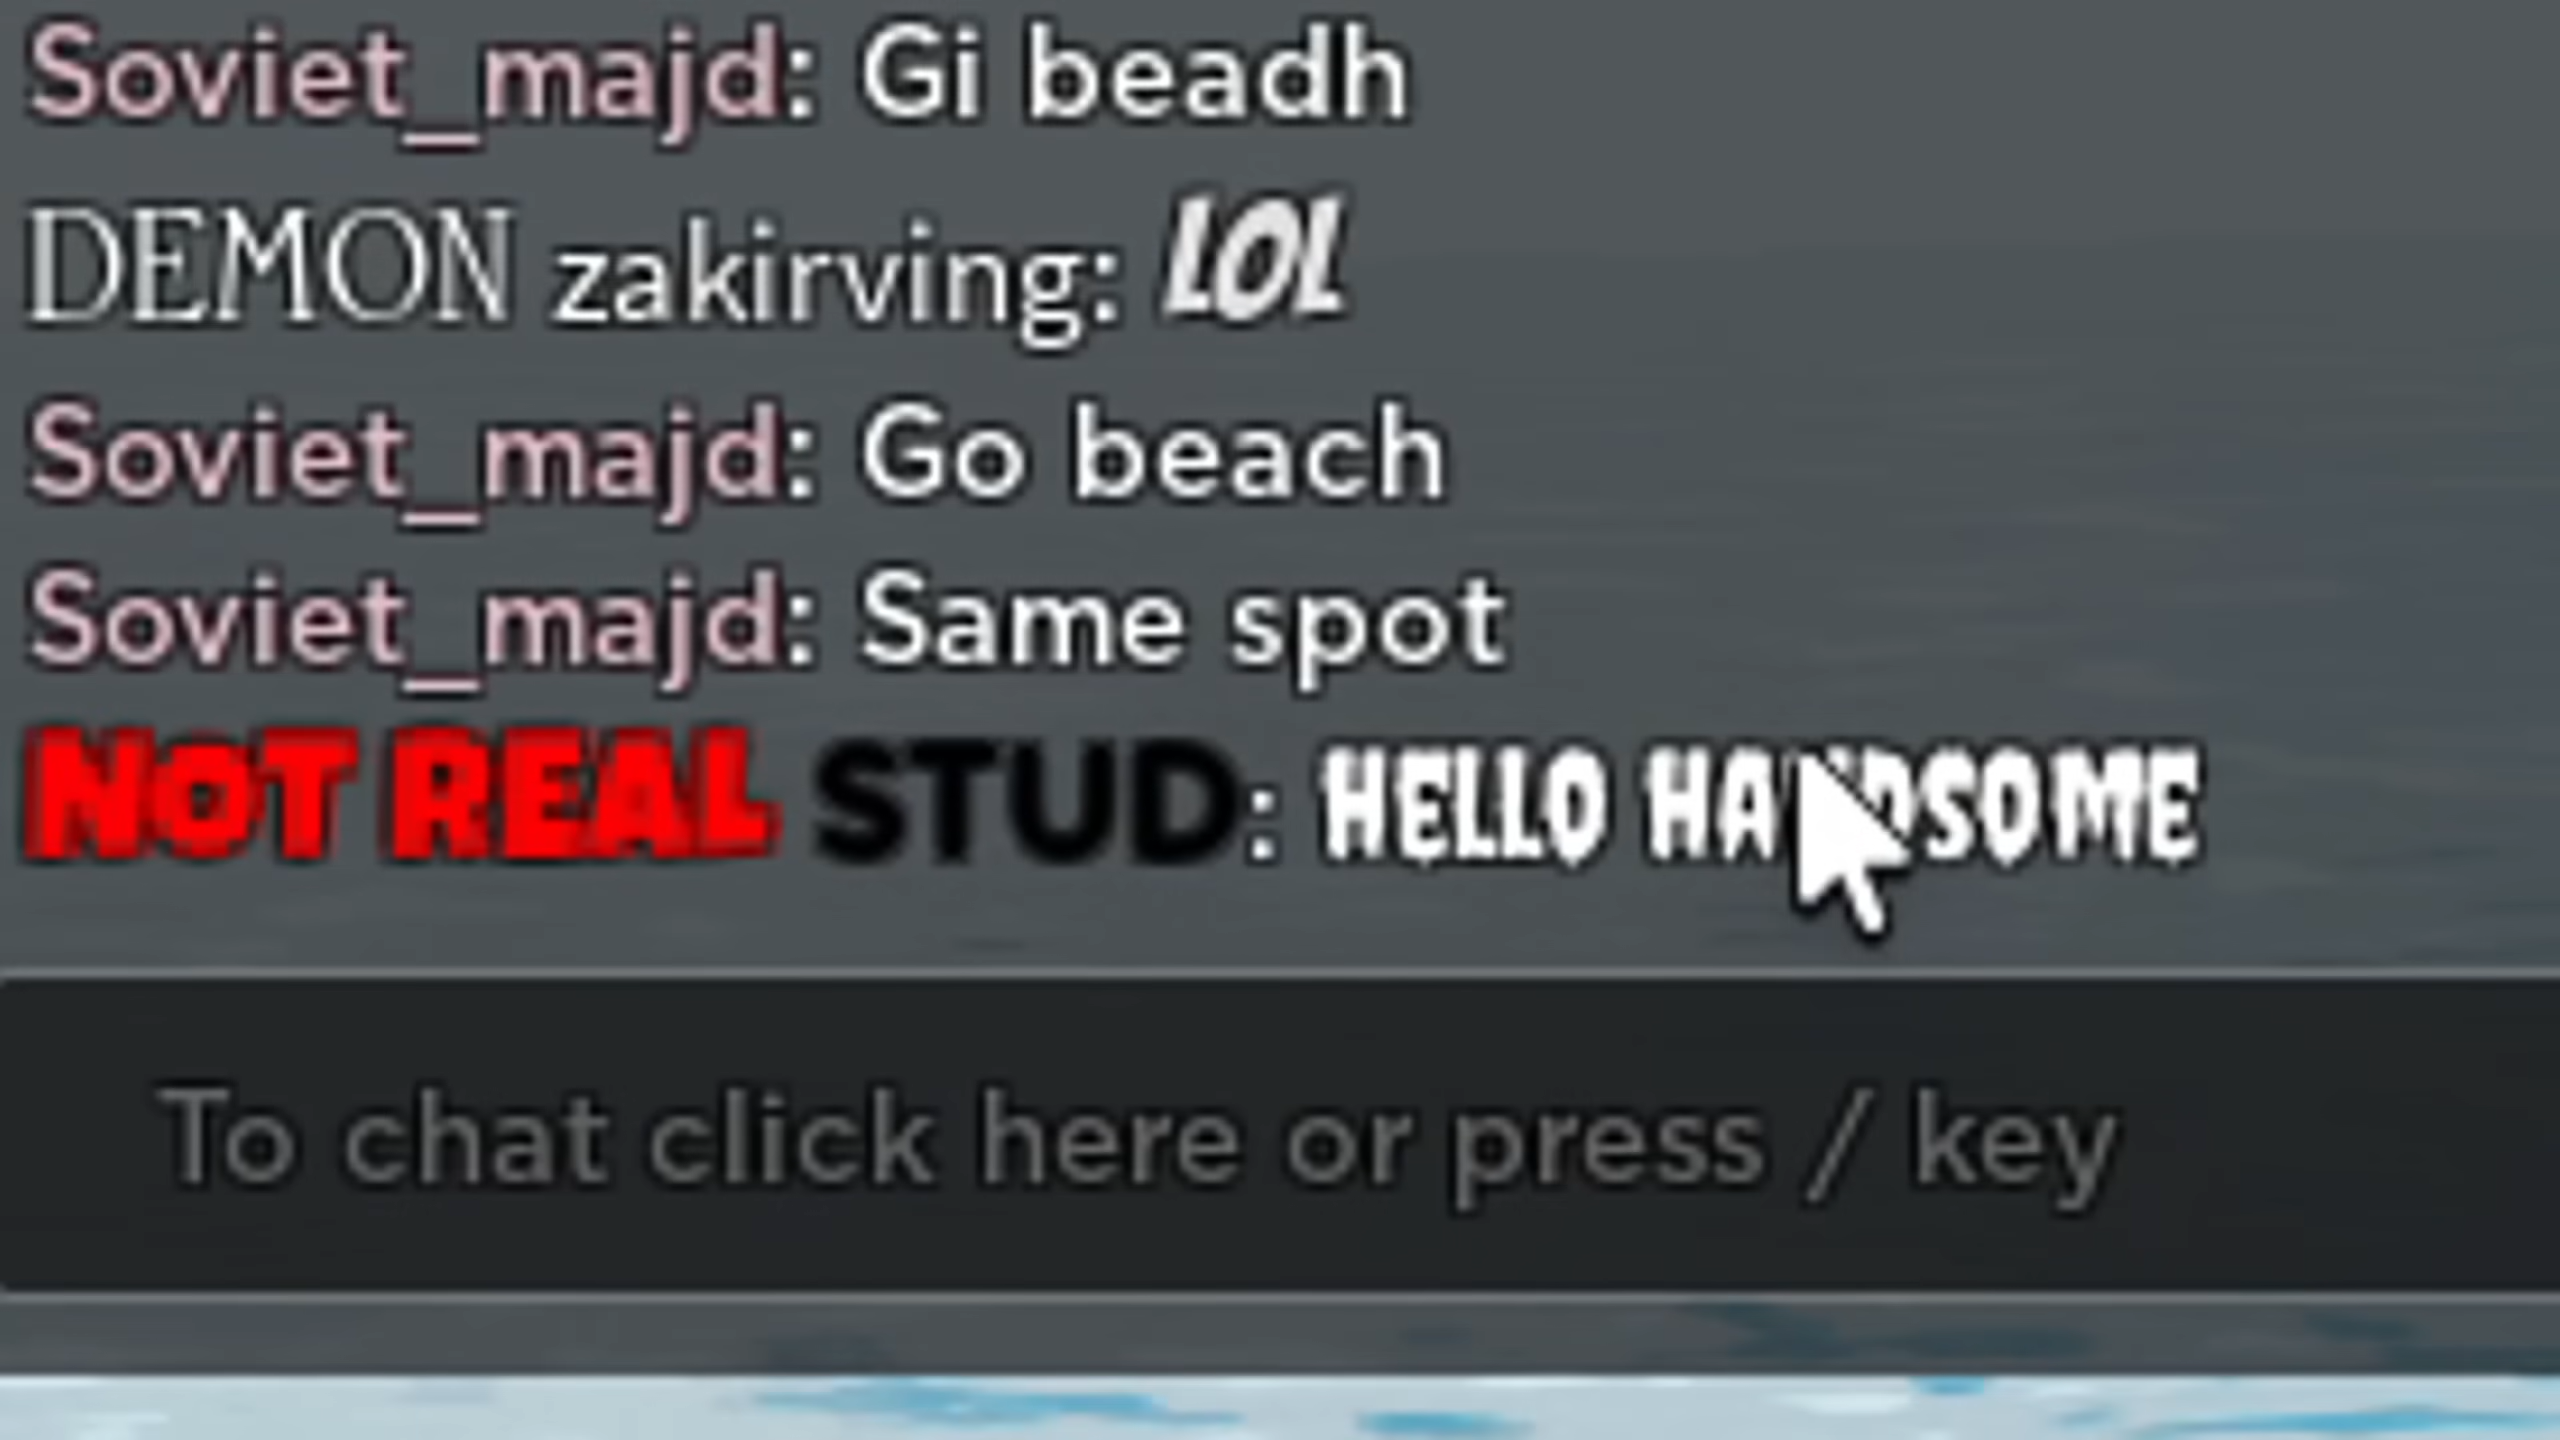 Soviet_majd: Gi beadh
DEMON zakirving: LOL
Soviet_majd: Go beach
Soviet_majd: Same spot
NOT REAL STUD: HELLO HANDSOME
To chat click here or press / key